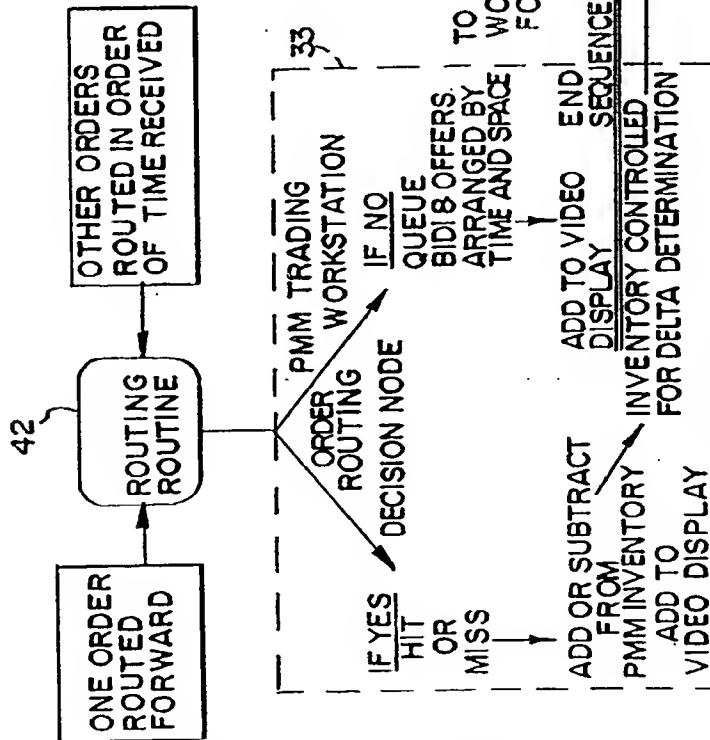 42
ONE ORDER
ROUTED
FORWARD
ROUTING
ROUTINE
OTHER ORDERS
ROUTED IN ORDER
OF TIME RECEIVED
33
PMM TRADING
WORKSTATION
ORDER
ROUTING
DECISION NODE
IF YES
HIT
OR
MISS
IF NO
QUEUE
BIDI & OFFERS.
ARRANGED BY
TIME AND SPACE
ADD OR SUBTRACT
FROM
PMM INVENTORY
ADD TO
VIDEO DISPLAY
ADD TO VIDEO
DISPLAY
END
SEQUENCE
INVENTORY CONTROLLED
FOR DELTA DETERMINATION
TO